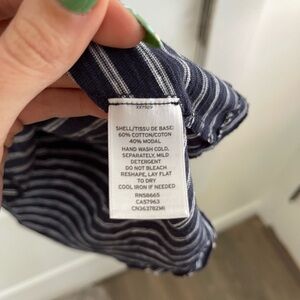 SHELL/TISSU DE BASE:
60% COTTON/COTON
40% MODAL
HAND WASH COLD,
SEPARATELY, MILD
DETERGENT
DO NOT BLEACH
RESHAPE, LAY FLAT
TO DRY
COOL IRON IF NEEDED
RN58665
CA57963
CN363782MI